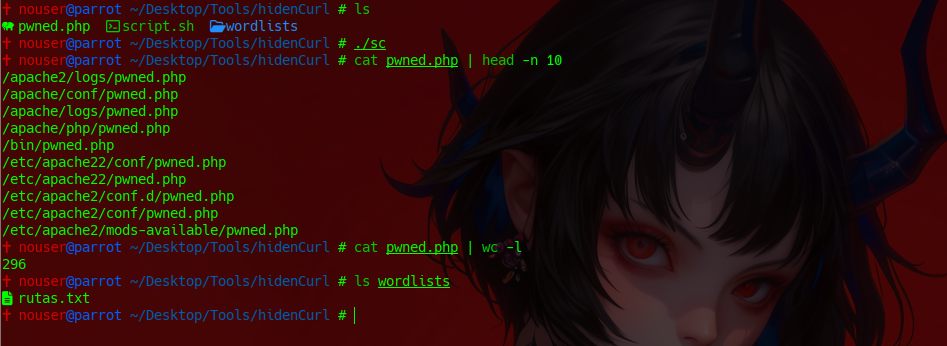 ✝ nouser@parrot ~/Desktop/Tools/hidenCurl # ls
pwned.php script.sh wordlists
✝ nouser@parrot ~/Desktop/Tools/hidenCurl # ./sc
✝ nouser@parrot ~/Desktop/Tools/hidenCurl # cat pwned.php | head -n 10
/apache2/logs/pwned.php
/apache/conf/pwned.php
/apache/logs/pwned.php
/apache/php/pwned.php
/bin/pwned.php
/etc/apache22/conf/pwned.php
/etc/apache22/pwned.php
/etc/apache2/conf.d/pwned.php
/etc/apache2/conf/pwned.php
/etc/apache2/mods-available/pwned.php
✝ nouser@parrot ~/Desktop/Tools/hidenCurl # cat pwned.php | wc -l
296
✝ nouser@parrot ~/Desktop/Tools/hidenCurl # ls wordlists
rutas.txt
✝ nouser@parrot ~/Desktop/Tools/hidenCurl #